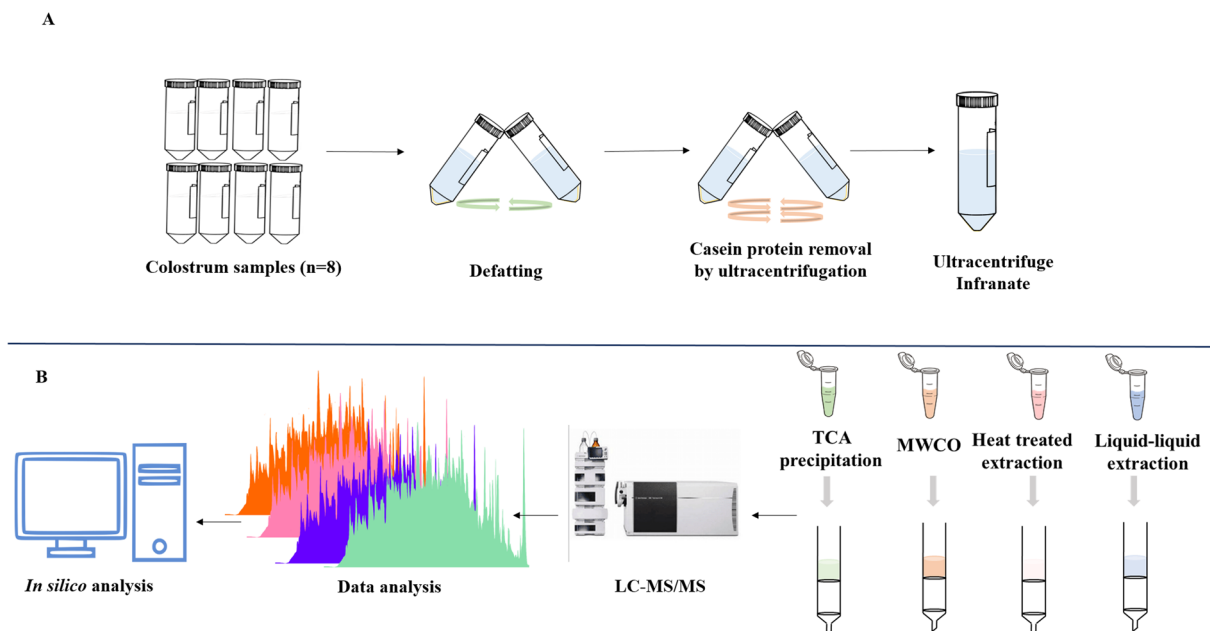 A
Colostrum samples (n=8)
Defatting
Casein protein removal
by ultracentrifugation
Ultracentrifuge
Infranate
B
TCA
precipitation
MWCO
Heat treated
extraction
Liquid-liquid
extraction
In silico analysis
Data analysis
LC-MS/MS